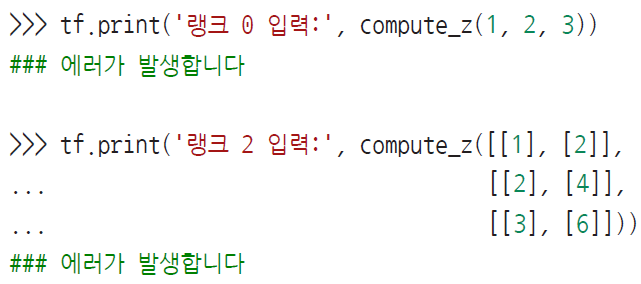 >>> tf.print('랭크 0 입력:', compute_z(1, 2, 3))
### 에러가 발생합니다
>>> tf.print('랭크 2 입력:', compute_z([[1], [2]],
... [[2], [4]],
... [[3], [6]]))
### 에러가 발생합니다